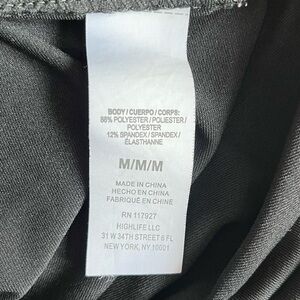 BODY / CUERPO / CORPS:
88% POLYESTER / POLIESTER /
POLYESTER
12% SPANDEX / SPANDEX /
ÉLASTHANNE
M/M/M
MADE IN CHINA
HECHO EN CHINA
FABRIQUÉ EN CHINE
RN 117927
HIGHLIFE LLC
31 W 34TH STREET 6 FL
NEW YORK, NY 10001